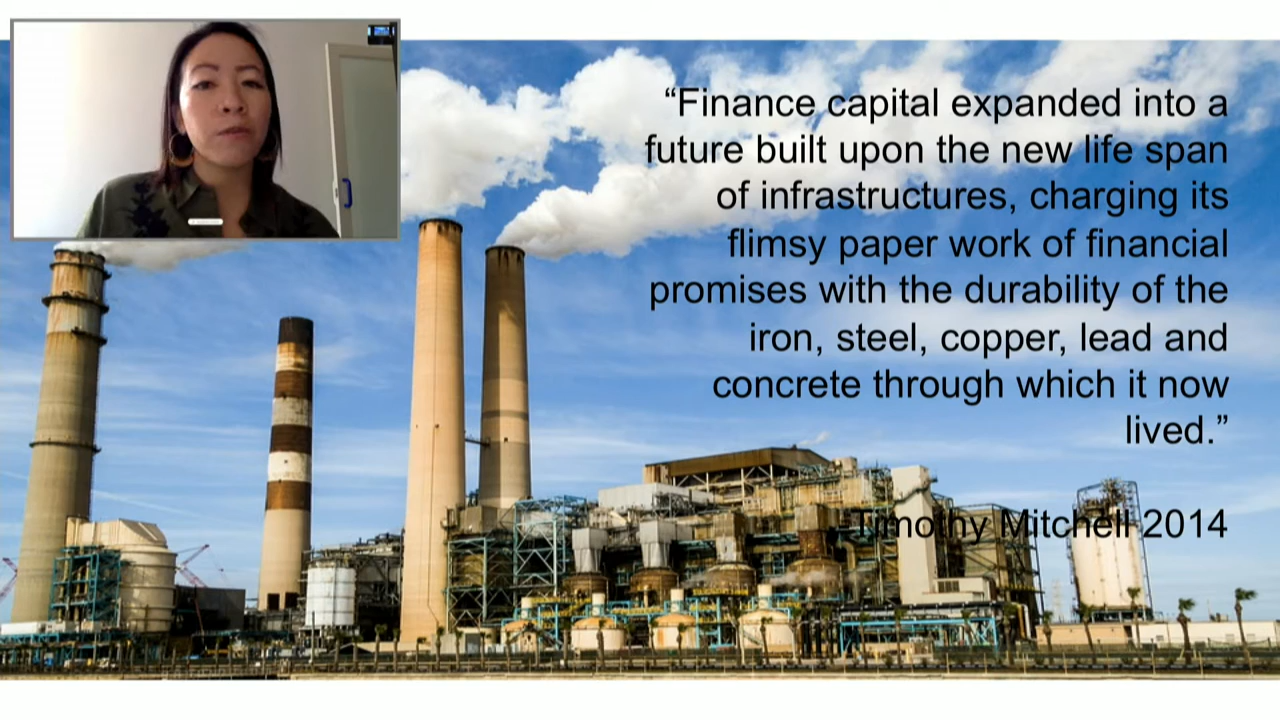 “Finance capital expanded into a
future built upon the new life span
of infrastructures, charging its
flimsy paper work of financial
promises with the durability of the
iron, steel, copper, lead and
concrete through which it now
lived.”
-Timothy Mitchell 2014